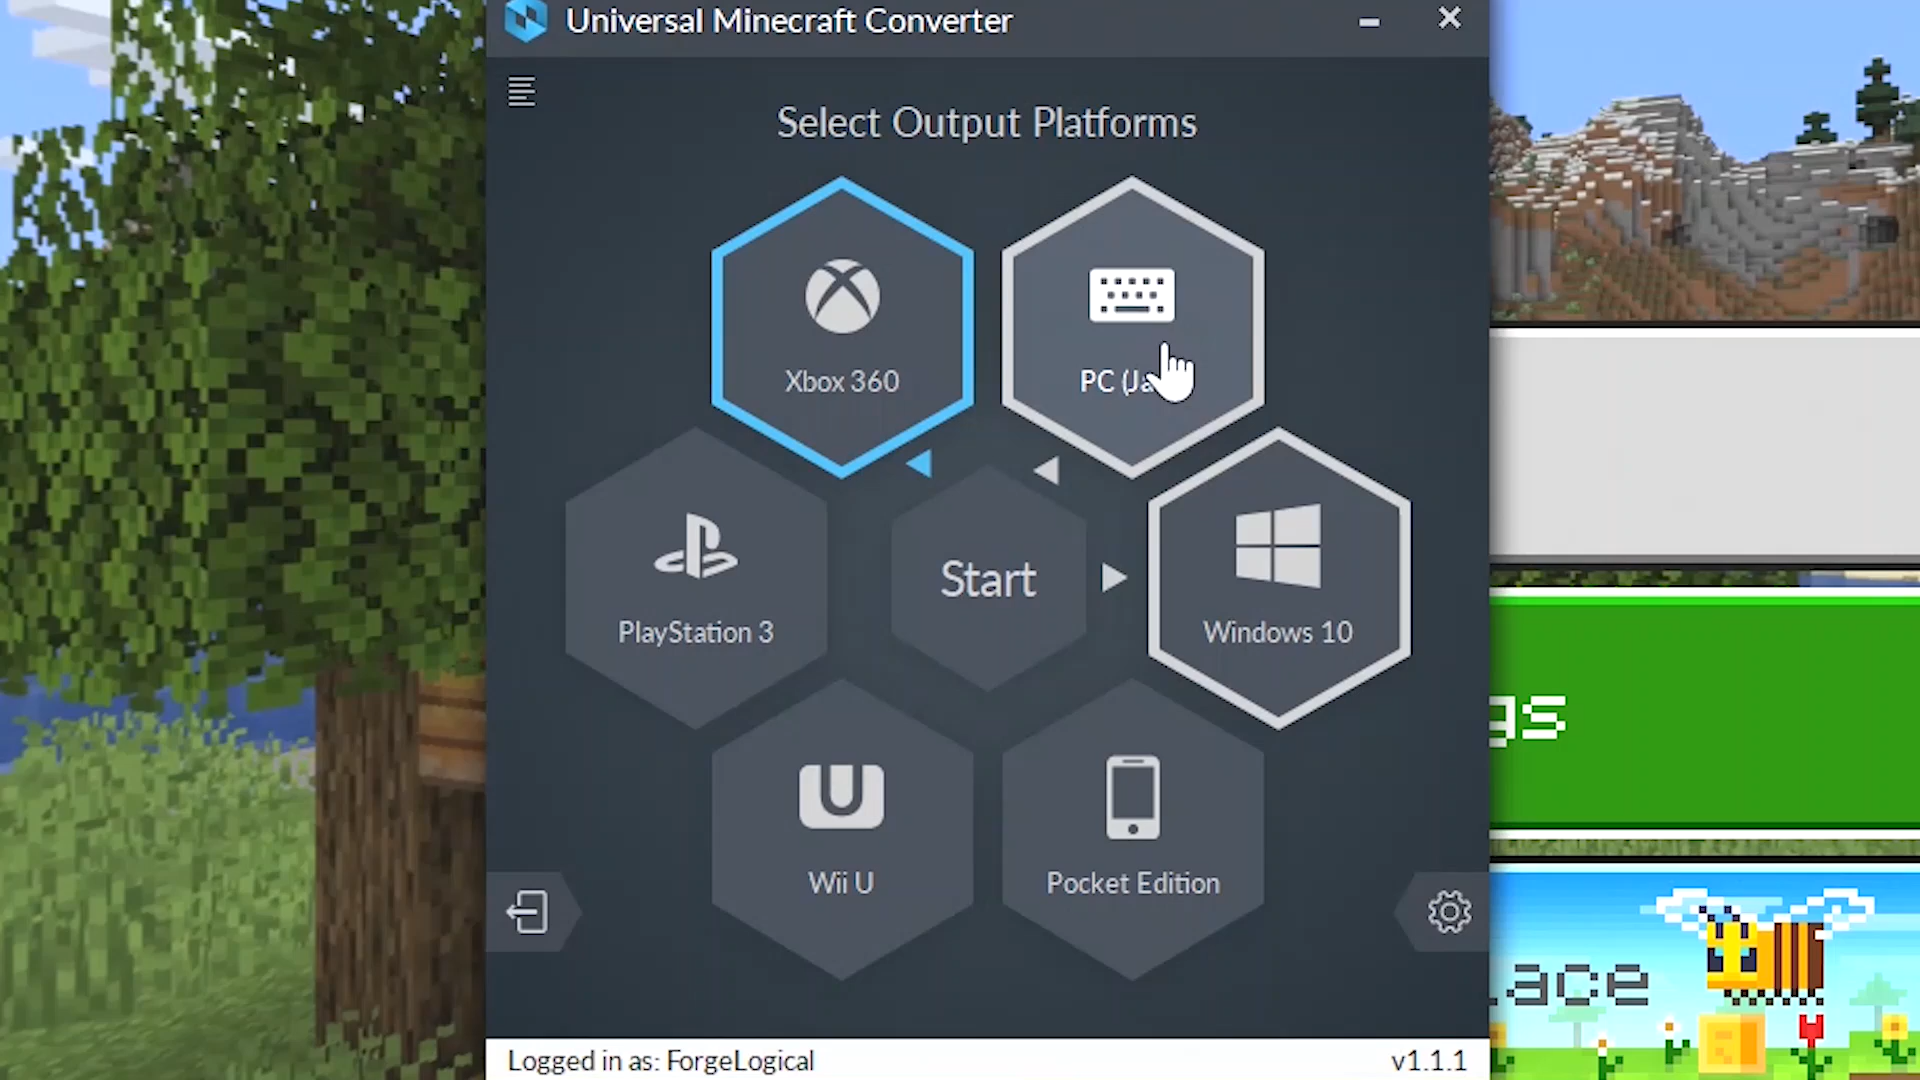 Universal Minecraft Converter
Select Output Platforms
Xbox 360
PC
PlayStation 3
Start
Windows 10
Wii U
Pocket Edition
Logged in as: ForgeLogical
v1.1.1